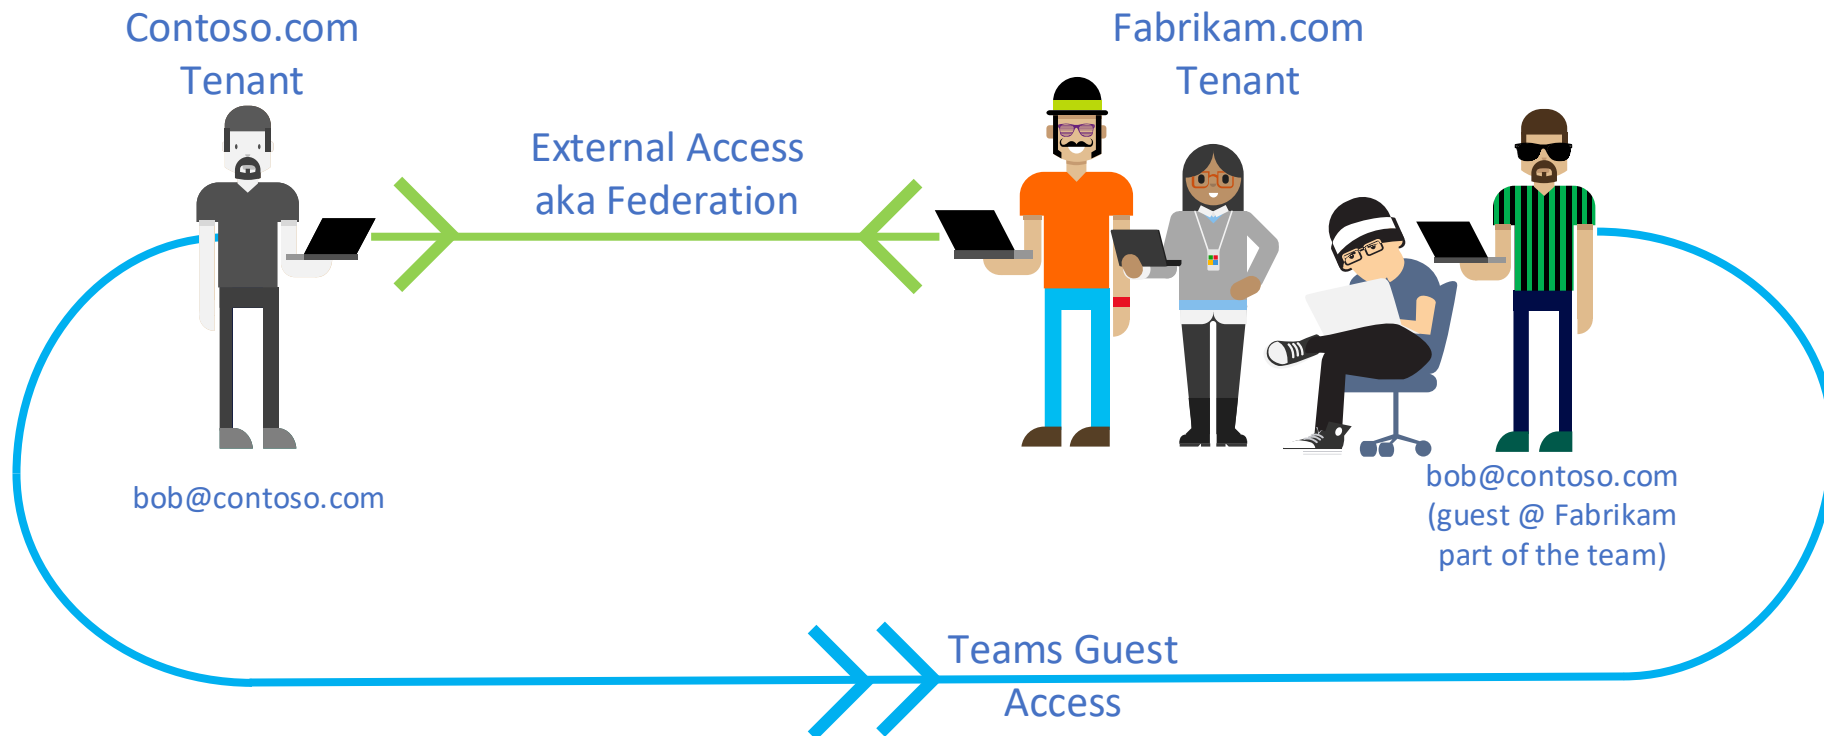 Contoso.com
Tenant
Fabrikam.com
Tenant
External Access
aka Federation
bob@contoso.com
bob@contoso.com
(guest @ Fabrikam
part of the team)
Teams Guest
Access